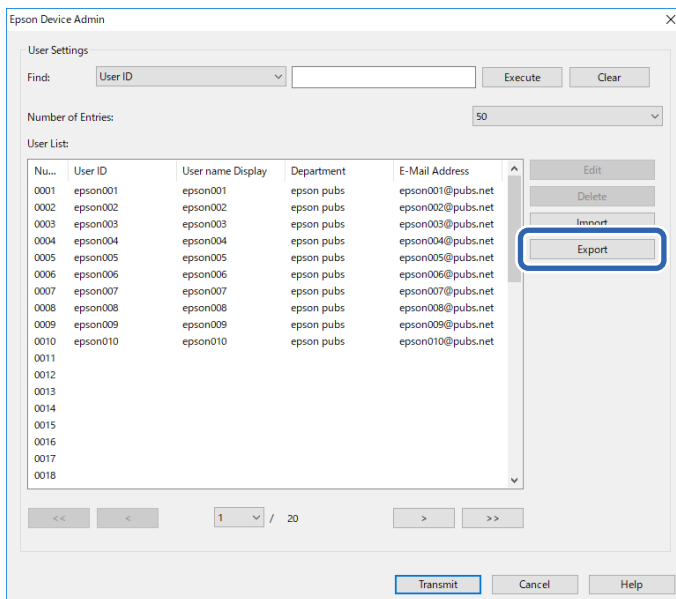 Epson Device Admin
User Settings
Find: User ID Execute Clear
Number of Entries: 50
User List:
Nu... User ID User name Display Department E-Mail Address Edit
0001 epson001 epson001 epson pubs epson001@pubs.net Delete
0002 epson002 epson002 epson pubs epson002@pubs.net
0003 epson003 epson003 epson pubs epson003@pubs.net Import
0004 epson004 epson004 epson pubs epson004@pubs.net Export
0005 epson005 epson005 epson pubs epson005@pubs.net
0006 epson006 epson006 epson pubs epson006@pubs.net
0007 epson007 epson007 epson pubs epson007@pubs.net
0008 epson008 epson008 epson pubs epson008@pubs.net
0009 epson009 epson009 epson pubs epson009@pubs.net
0010 epson010 epson010 epson pubs epson010@pubs.net
0011
0012
0013
0014
0015
0016
0017
0018
<< < 1 / 20 > >>
Transmit Cancel Help